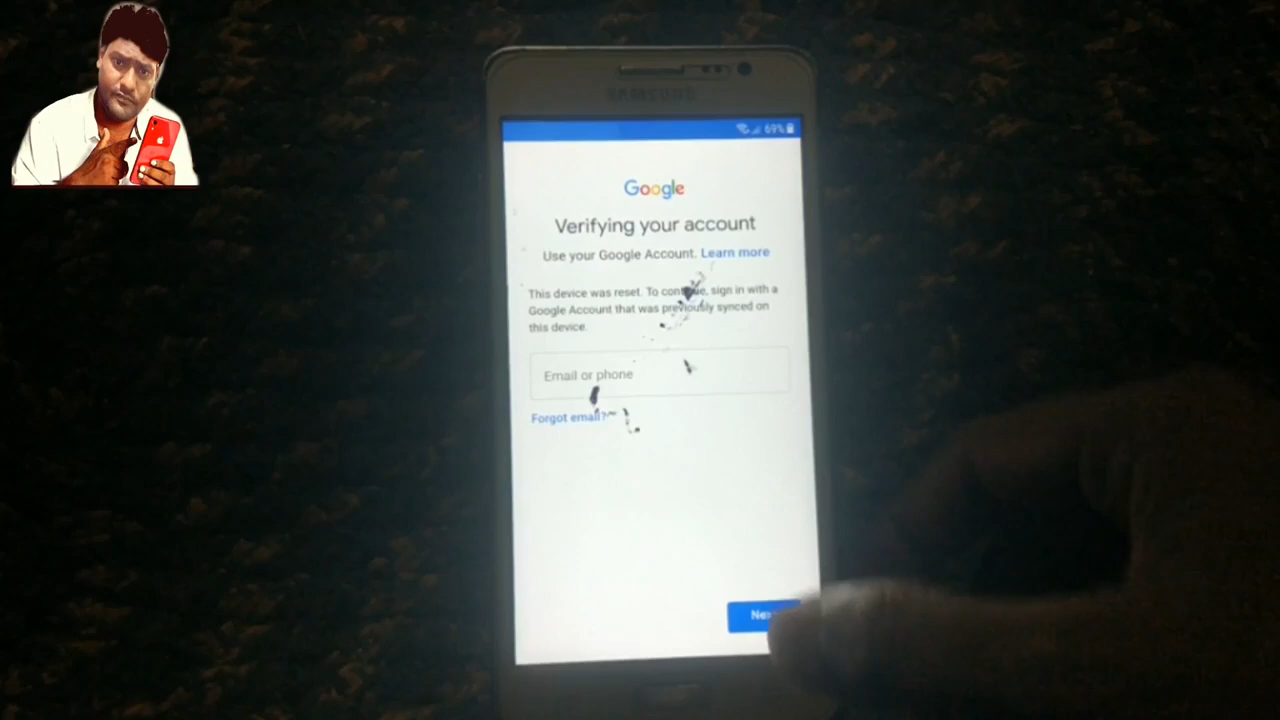 SAMSUNG
69%
Google
Verifying your account
Use your Google Account. Learn more
This device was reset. To continue, sign in with a
Google Account that was previously synced on
this device.
Email or phone
Forgot email?
Next